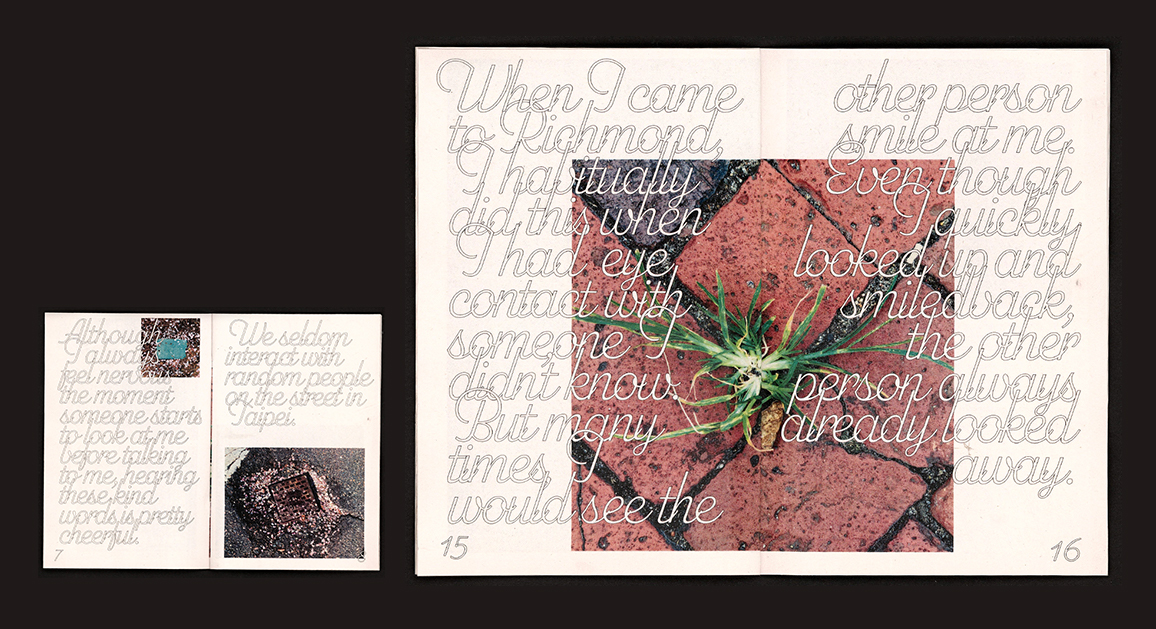 Although
I always
feel nervous
the moment
someone starts
to look at me
before talking
to me, hearing
these kind
words is pretty
cheerful.
7
We seldom
interact with
random people
on the street in
Taipei.
8
When I came
to Richmond,
I habitually
did this when
I had eye
contact with
someone I
didnt know.
But many
times, I
would see the
15
other person
smile at me.
Even though
I quickly
looked up and
smiledback,
the other
person always
already looked
away.
16